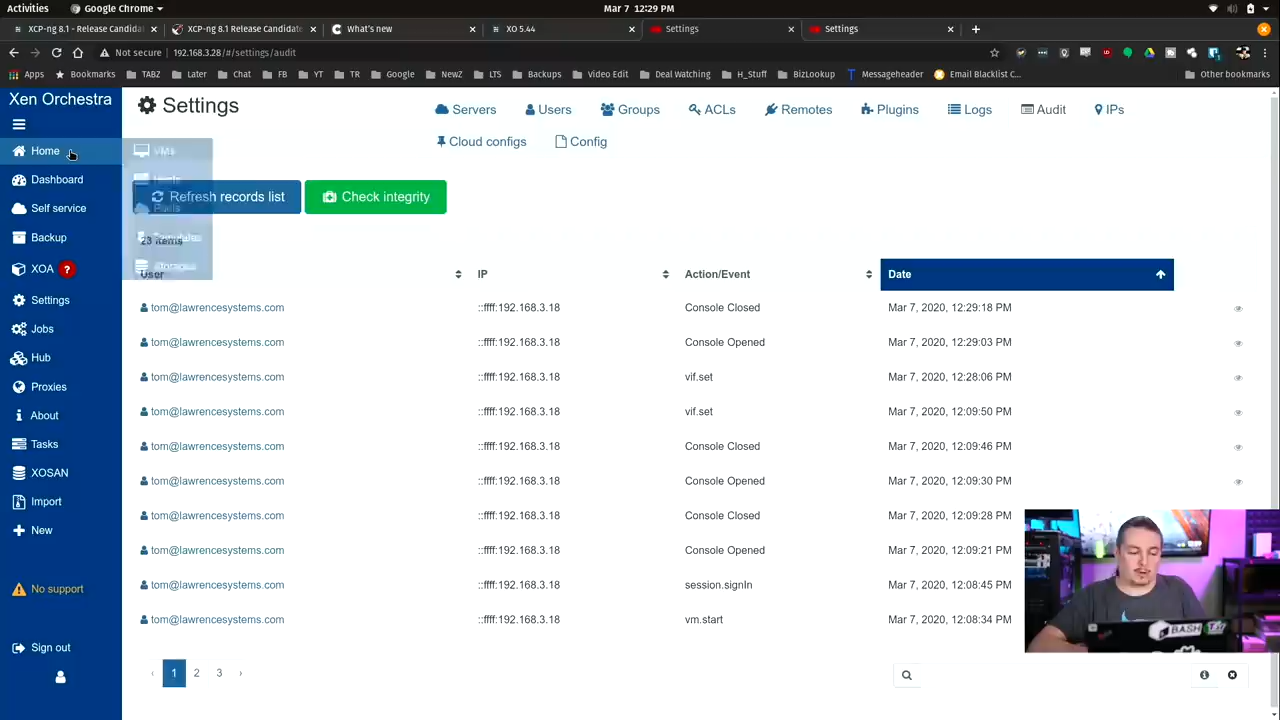 Activities
Google Chrome
Mar 7 12:29 PM
XCP-ng 8.1 - Release Candida
XCP-ng 8.1 Release Candidate
What's new
XO 5.44
Settings
Settings
Not secure
192.168.3.28/#/settings/audit
Apps
Bookmarks
TABZ
Later
Chat
FB
YT
TR
Google
NewZ
LTS
Backups
Video Edit
Deal Watching
H_Stuff
BizLookup
Messageheader
Email Blacklist C...
Other bookmarks
Xen Orchestra
Home
Dashboard
Self service
Backup
XOA ?
Settings
Jobs
Hub
Proxies
About
Tasks
XOSAN
Import
New
No support
Sign out
VMs
Pools
Settings
Servers
Users
Groups
ACLs
Remotes
Plugins
Logs
Audit
IPs
Cloud configs
Config
Refresh records list
Check integrity
23 items
User IP Action/Event Date
tom@lawrencesystems.com ::ffff:192.168.3.18 Console Closed Mar 7, 2020, 12:29:18 PM
tom@lawrencesystems.com ::ffff:192.168.3.18 Console Opened Mar 7, 2020, 12:29:03 PM
tom@lawrencesystems.com ::ffff:192.168.3.18 vif.set Mar 7, 2020, 12:28:06 PM
tom@lawrencesystems.com ::ffff:192.168.3.18 vif.set Mar 7, 2020, 12:09:50 PM
tom@lawrencesystems.com ::ffff:192.168.3.18 Console Closed Mar 7, 2020, 12:09:46 PM
tom@lawrencesystems.com ::ffff:192.168.3.18 Console Opened Mar 7, 2020, 12:09:30 PM
tom@lawrencesystems.com ::ffff:192.168.3.18 Console Closed Mar 7, 2020, 12:09:28 PM
tom@lawrencesystems.com ::ffff:192.168.3.18 Console Opened Mar 7, 2020, 12:09:21 PM
tom@lawrencesystems.com ::ffff:192.168.3.18 session.signIn Mar 7, 2020, 12:08:45 PM
tom@lawrencesystems.com ::ffff:192.168.3.18 vm.start Mar 7, 2020, 12:08:34 PM
BASH
‹ 1 2 3 ›